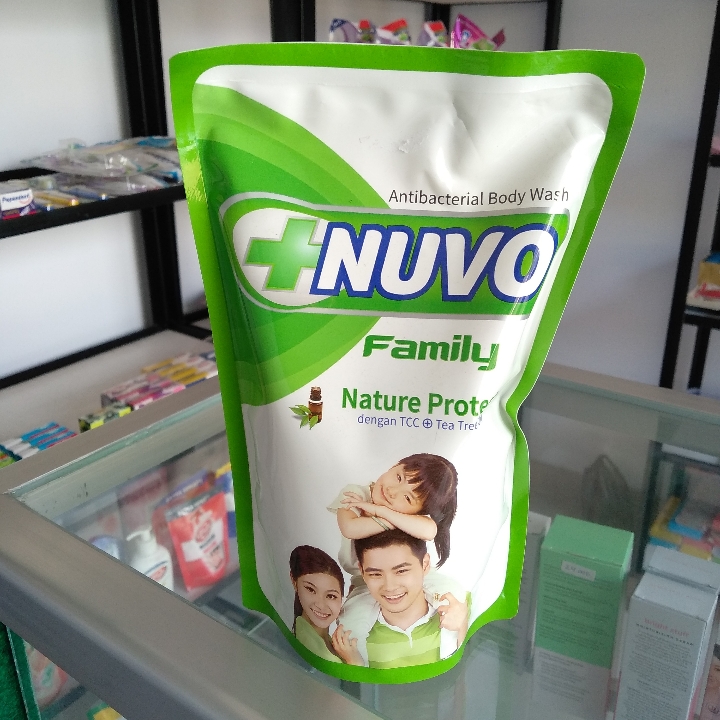 Antibacterial Body Wash
NUVO
Family
Nature Prote
dengan TCC ⊕ Tea Tree